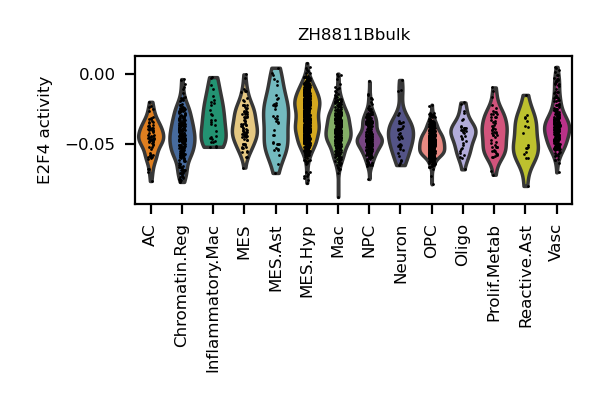 ZH8811Bbulk
E2F4 activity
0.00
−0.05
AC
Chromatin.Reg
Inflammatory.Mac
MES
MES.Ast
MES.Hyp
Mac
NPC
Neuron
OPC
Oligo
Prolif.Metab
Reactive.Ast
Vasc